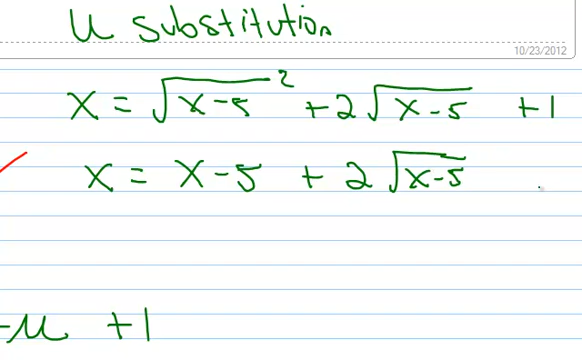 u substitution
10/23/2012
x = √(x-5)² + 2√(x-5) + 1
x = x-5 + 2√(x-5)
-u + 1